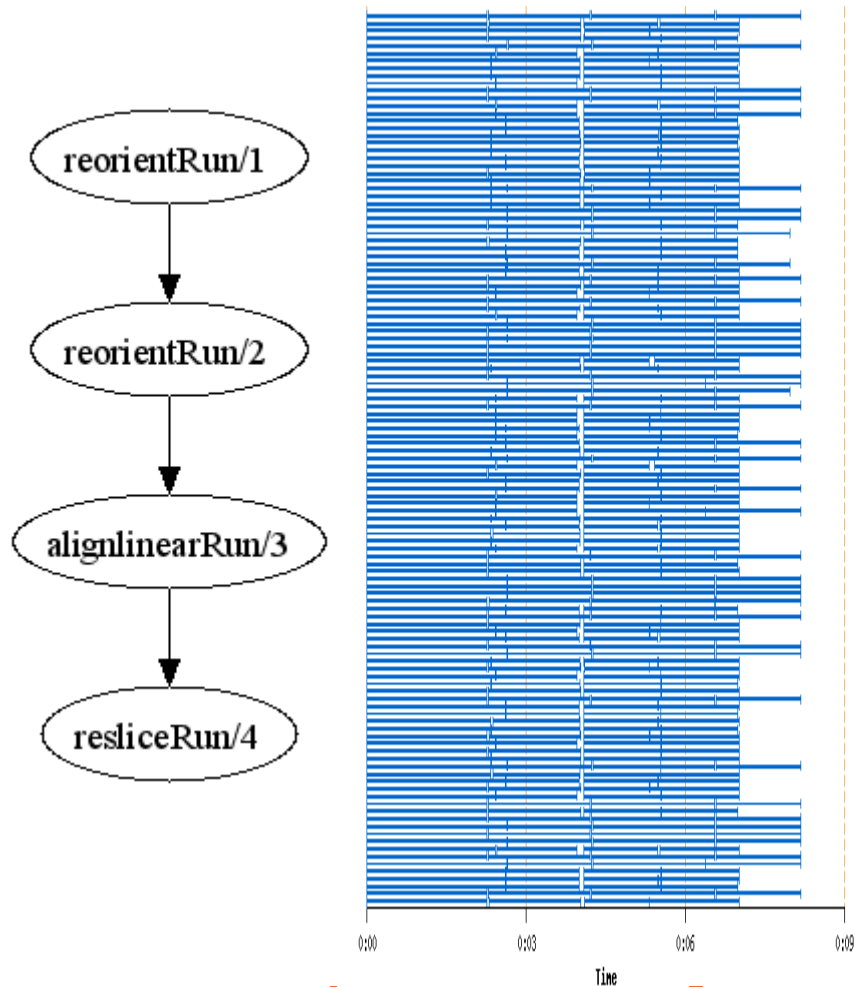 reorientRun/1
reorientRun/2
alignlinearRun/3
resliceRun/4
0:00 0:03 0:06 0:09
Time